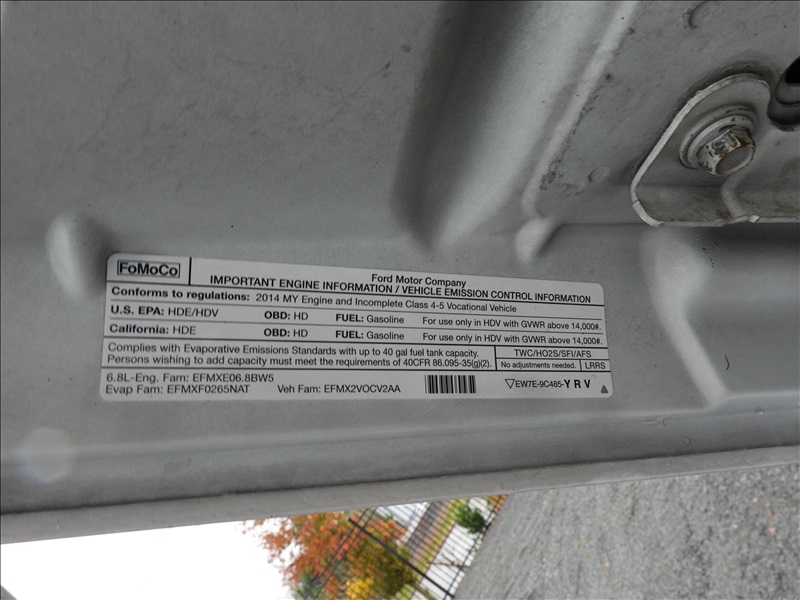 FoMoCo
Ford Motor Company
IMPORTANT ENGINE INFORMATION / VEHICLE EMISSION CONTROL INFORMATION
Conforms to regulations: 2014 MY Engine and Incomplete Class 4-5 Vocational Vehicle
U.S. EPA: HDE/HDV OBD: HD FUEL: Gasoline For use only in HDV with GVWR above 14,000#.
California: HDE OBD: HD FUEL: Gasoline For use only in HDV with GVWR above 14,000#.
Complies with Evaporative Emissions Standards with up to 40 gal fuel tank capacity.
Persons wishing to add capacity must meet the requirements of 40CFR 86.095-35(g)(2).
TWC/HO2S/SFI/AFS
No adjustments needed. LRRS
6.8L-Eng. Fam: EFMXE06.8BW5
Evap Fam: EFMXF0265NAT Veh Fam: EFMX2VOCV2AA
EW7E-9C485-YRV